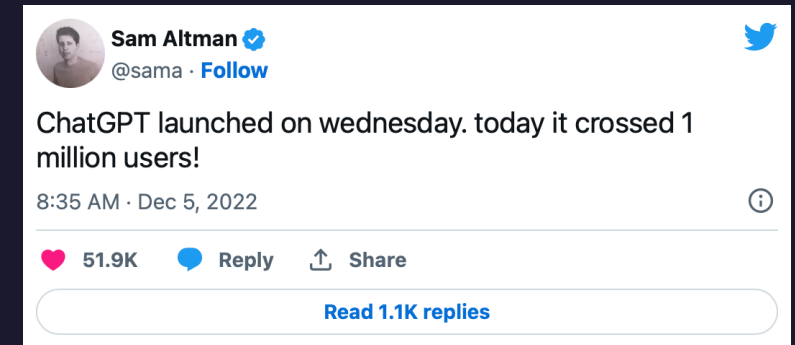 Sam Altman
@sama · Follow
ChatGPT launched on wednesday. today it crossed 1
million users!
8:35 AM · Dec 5, 2022
51.9K Reply Share
Read 1.1K replies